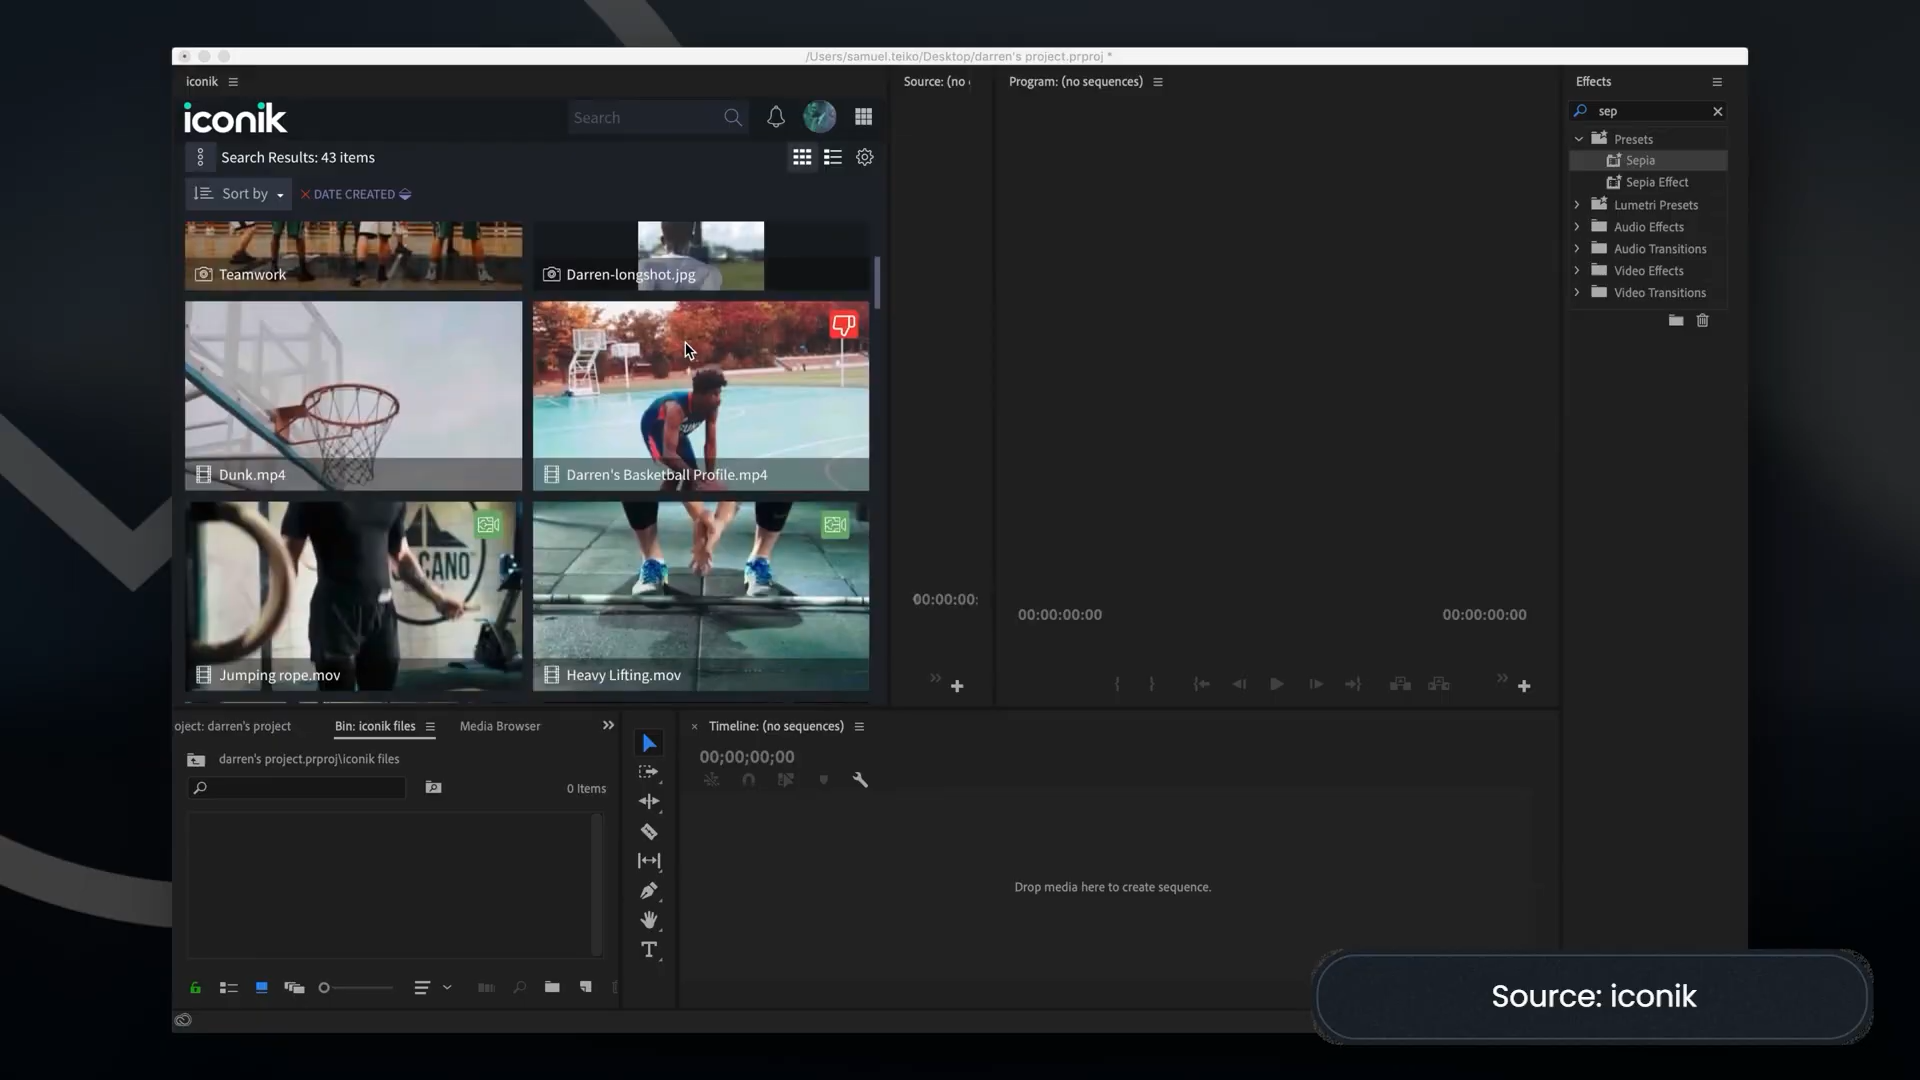 /Users/samuel.teiko/Desktop/darren's project.prproj *
iconik
Source: (no
Program: (no sequences)
Effects
iconik
Search
sep
Search Results: 43 items
Presets
Sepia
Sort by
DATE CREATED
Sepia Effect
Lumetri Presets
Audio Effects
Audio Transitions
Video Effects
Video Transitions
Teamwork
Darren-longshot.jpg
Dunk.mp4
Darren's Basketball Profile.mp4
CANO
Jumping rope.mov
Heavy Lifting.mov
00:00:00:
00:00:00:00
00:00:00:00
oject: darren's project
Bin: iconik files
Media Browser
Timeline: (no sequences)
darren's project.prproj\iconik files
00;00;00;00
0 Items
Drop media here to create sequence.
Source: iconik